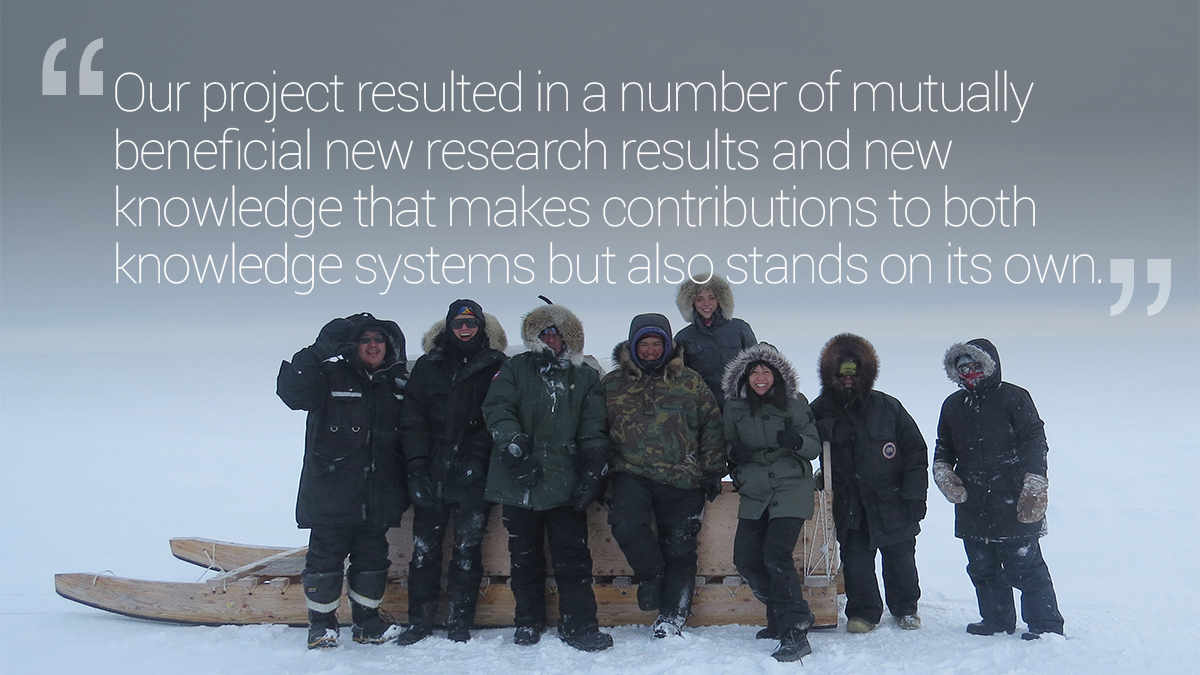 “Our project resulted in a number of mutually
beneficial new research results and new
knowledge that makes contributions to both
knowledge systems but also stands on its own.”